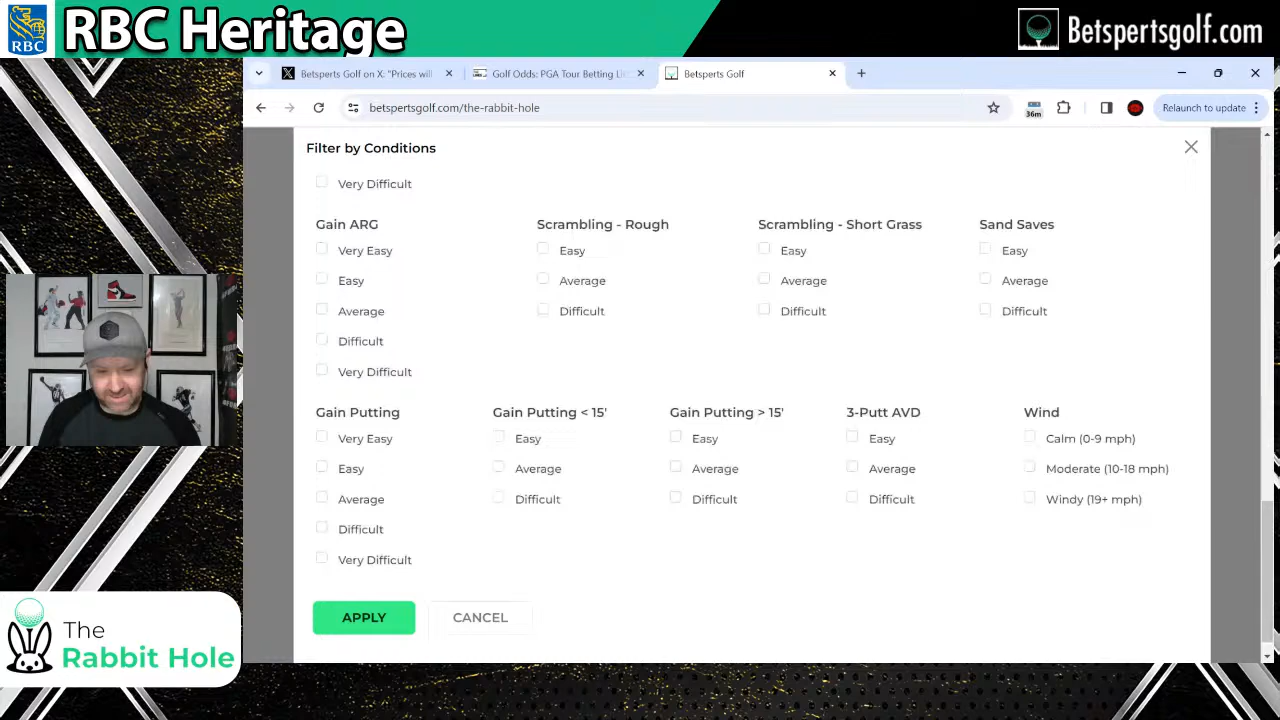 RBC
RBC Heritage
Betspertsgolf.com
Betsperts Golf on X: "Prices will
Golf Odds: PGA Tour Betting Li
Betsperts Golf
betspertsgolf.com/the-rabbit-hole
36m
Relaunch to update
Filter by Conditions
Very Difficult
Gain ARG
Scrambling - Rough
Scrambling - Short Grass
Sand Saves
Very Easy
Easy
Easy
Easy
Easy
Average
Average
Average
Average
Difficult
Difficult
Difficult
Difficult
Very Difficult
Gain Putting
Gain Putting < 15'
Gain Putting > 15'
3-Putt AVD
Wind
Very Easy
Easy
Easy
Easy
Calm (0-9 mph)
Easy
Average
Average
Average
Moderate (10-18 mph)
Average
Difficult
Difficult
Difficult
Windy (19+ mph)
Difficult
Very Difficult
APPLY
CANCEL
The
Rabbit Hole